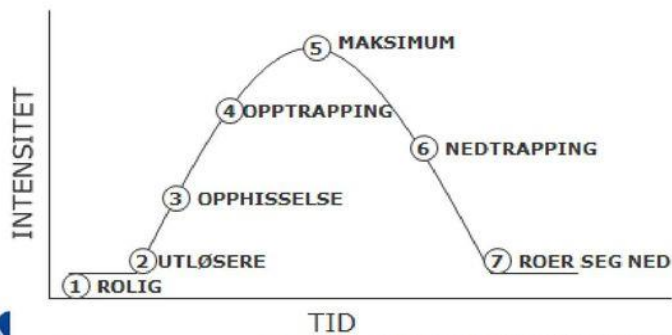 5 MAKSIMUM
4 OPPTRAPPING
6 NEDTRAPPING
3 OPPHISSELSE
2 UTLØSERE
7 ROER SEG NED
1 ROLIG
INTENSITET
TID